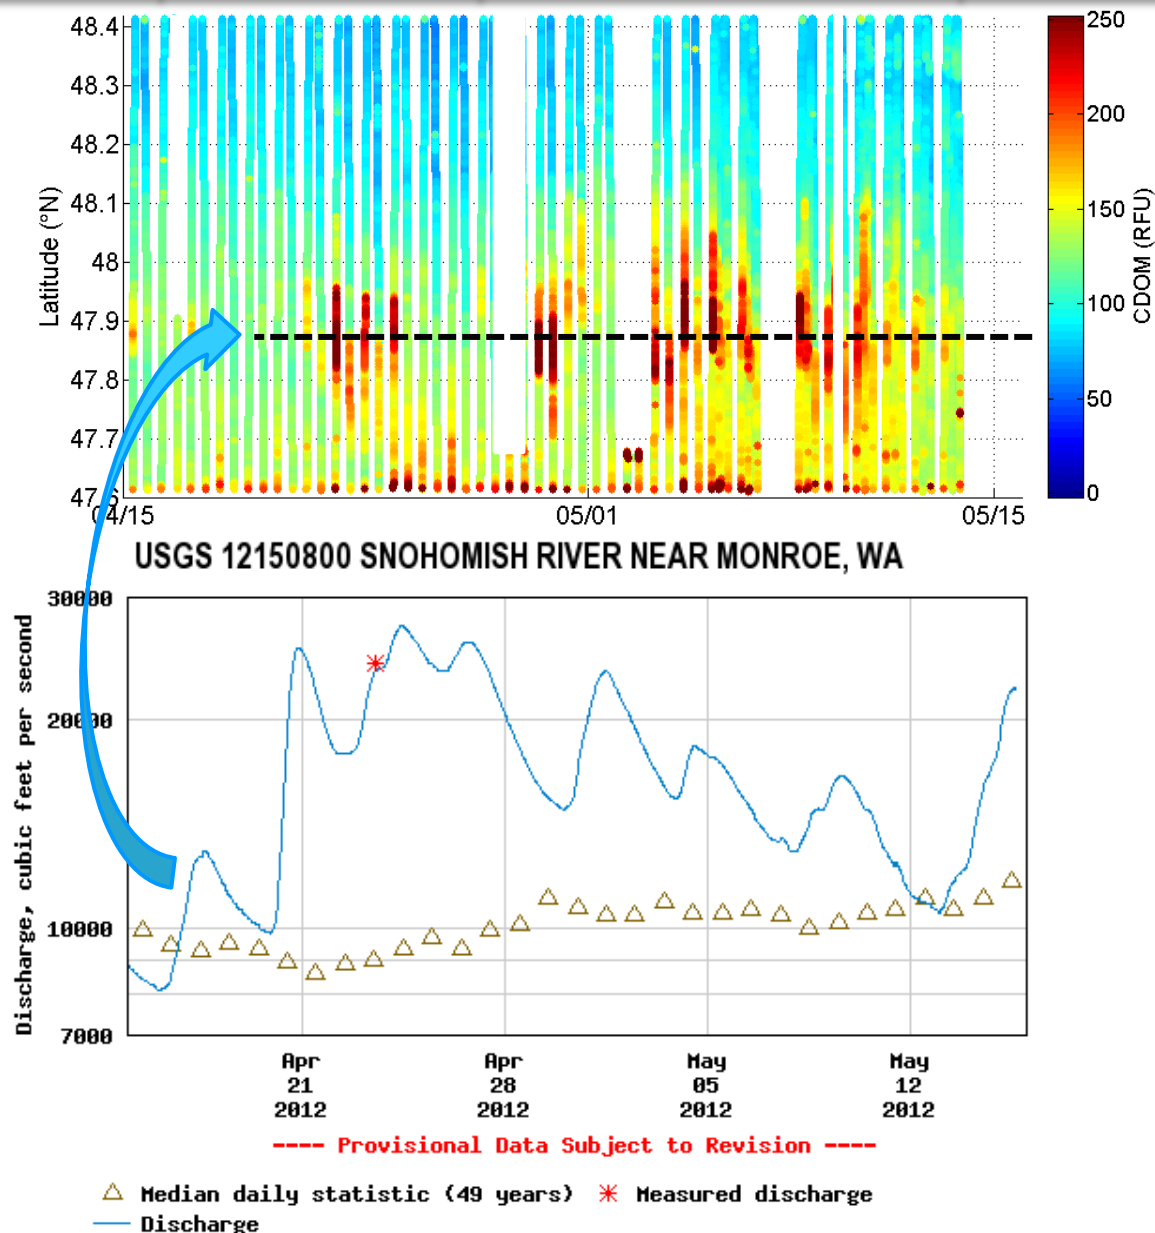 48.4
48.3
48.2
48.1
48
47.9
47.8
47.7
47.6
Latitude (°N)
04/15
05/01
05/15
250
200
150
100
50
0
CDOM (RFU)
USGS 12150800 SNOHOMISH RIVER NEAR MONROE, WA
30000
20000
10000
7000
Discharge, cubic feet per second
Apr
21
2012
Apr
28
2012
May
05
2012
May
12
2012
---- Provisional Data Subject to Revision ----
Median daily statistic (49 years)
Measured discharge
Discharge